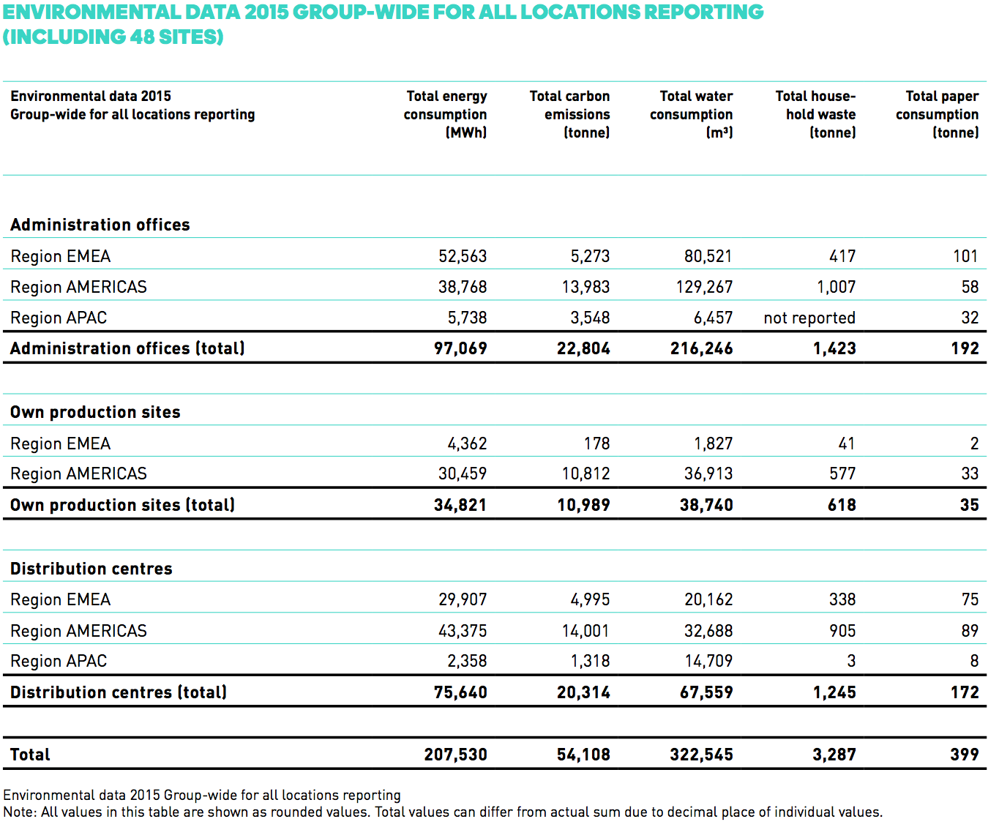 ENVIRONMENTAL DATA 2015 GROUP-WIDE FOR ALL LOCATIONS REPORTING
(INCLUDING 48 SITES)
Environmental data 2015 Total energy Total carbon Total water Total house- Total paper
Group-wide for all locations reporting consumption emissions consumption hold waste consumption
(MWh) (tonne) (m³) (tonne) (tonne)
Administration offices
Region EMEA 52,563 5,273 80,521 417 101
Region AMERICAS 38,768 13,983 129,267 1,007 58
Region APAC 5,738 3,548 6,457 not reported 32
Administration offices (total) 97,069 22,804 216,246 1,423 192
Own production sites
Region EMEA 4,362 178 1,827 41 2
Region AMERICAS 30,459 10,812 36,913 577 33
Own production sites (total) 34,821 10,989 38,740 618 35
Distribution centres
Region EMEA 29,907 4,995 20,162 338 75
Region AMERICAS 43,375 14,001 32,688 905 89
Region APAC 2,358 1,318 14,709 3 8
Distribution centres (total) 75,640 20,314 67,559 1,245 172
Total 207,530 54,108 322,545 3,287 399
Environmental data 2015 Group-wide for all locations reporting
Note: All values in this table are shown as rounded values. Total values can differ from actual sum due to decimal place of individual values.